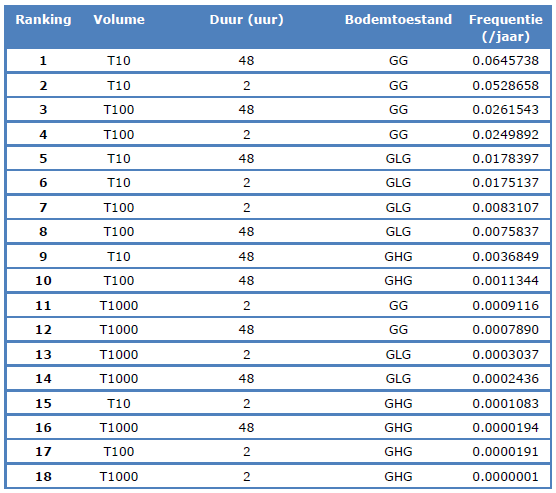 Ranking Volume Duur (uur) Bodemtoestand Frequentie (/jaar)
1 T10 48 GG 0.0645738
2 T10 2 GG 0.0528658
3 T100 48 GG 0.0261543
4 T100 2 GG 0.0249892
5 T10 48 GLG 0.0178397
6 T10 2 GLG 0.0175137
7 T100 2 GLG 0.0083107
8 T100 48 GLG 0.0075837
9 T10 48 GHG 0.0036849
10 T100 48 GHG 0.0011344
11 T1000 2 GG 0.0009116
12 T1000 48 GG 0.0007890
13 T1000 2 GLG 0.0003037
14 T1000 48 GLG 0.0002436
15 T10 2 GHG 0.0001083
16 T1000 48 GHG 0.0000194
17 T100 2 GHG 0.0000191
18 T1000 2 GHG 0.0000001